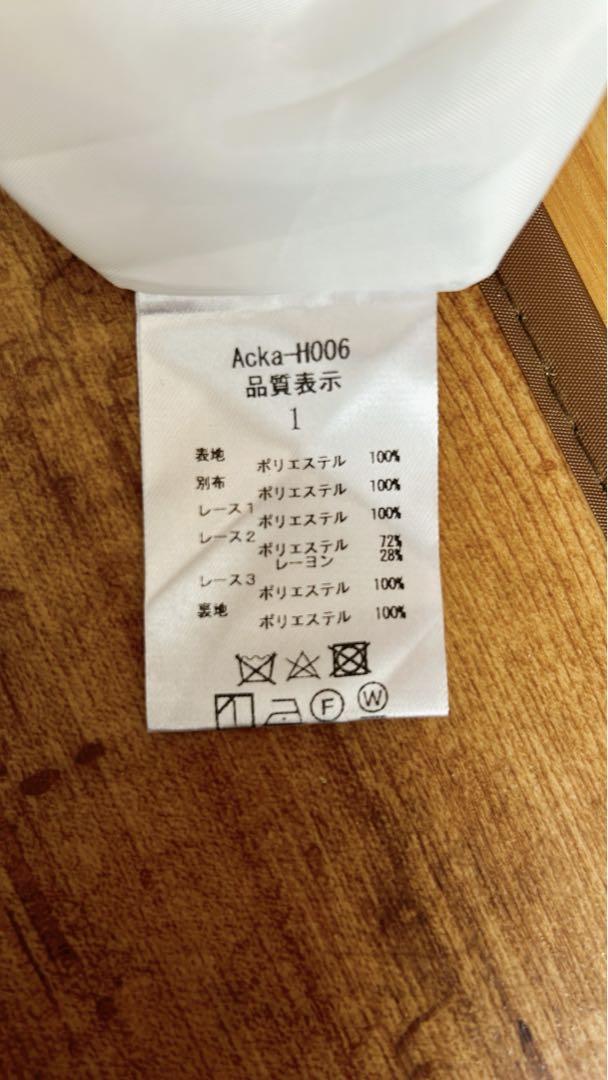 Acka-H006
品質表示
1
表地 ポリエステル 100%
別布 ポリエステル 100%
レース1 ポリエステル 100%
レース2 ポリエステル 72%
レーヨン 28%
レース3 ポリエステル 100%
裏地 ポリエステル 100%
F W